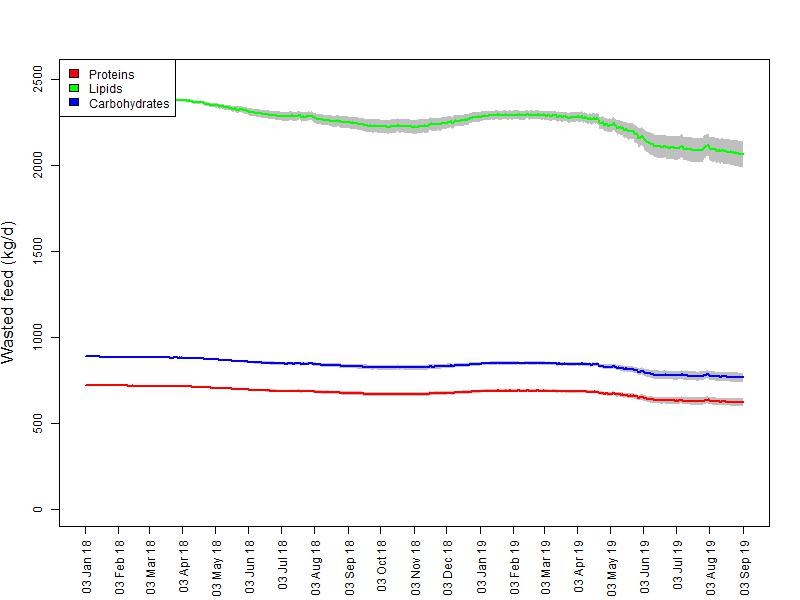 Proteins
Lipids
Carbohydrates
Wasted feed (kg/d)
2500
2000
1500
1000
500
0
03 Jan 18
03 Feb 18
03 Mar 18
03 Apr 18
03 May 18
03 Jun 18
03 Jul 18
03 Aug 18
03 Sep 18
03 Oct 18
03 Nov 18
03 Dec 18
03 Jan 19
03 Feb 19
03 Mar 19
03 Apr 19
03 May 19
03 Jun 19
03 Jul 19
03 Aug 19
03 Sep 19